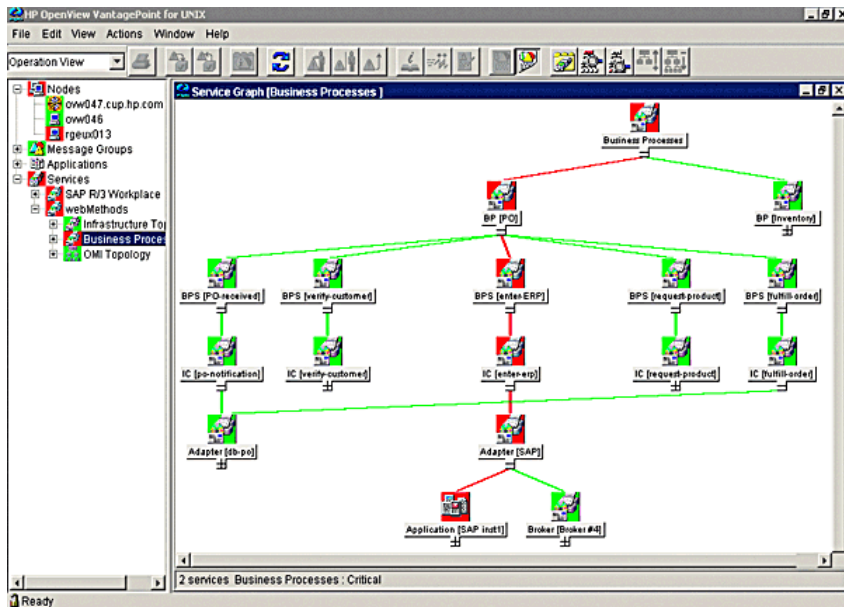 HP OpenView VantagePoint for UNIX
File Edit View Actions Window Help
Operation View
Nodes
ovw047.cup.hp.com
ovw046
rgeux013
Message Groups
Applications
Services
SAP R/3 Workplace
webMethods
Infrastructure To
Business Proces
OMI Topology
Service Graph [Business Processes ]
Business Processes
BP [PO]
BP [Inventory]
BPS [PO-received]
BPS [verify-customer]
BPS [enter-ERP]
BPS [request-product]
BPS [fulfill-order]
IC [po-notification]
IC [verify-customer]
IC [enter-erp]
IC [request-product]
IC [fulfill-order]
Adapter [db-po]
Adapter [SAP]
Application [SAP inst1]
Broker [Broker #4]
2 services Business Processes : Critical
Ready